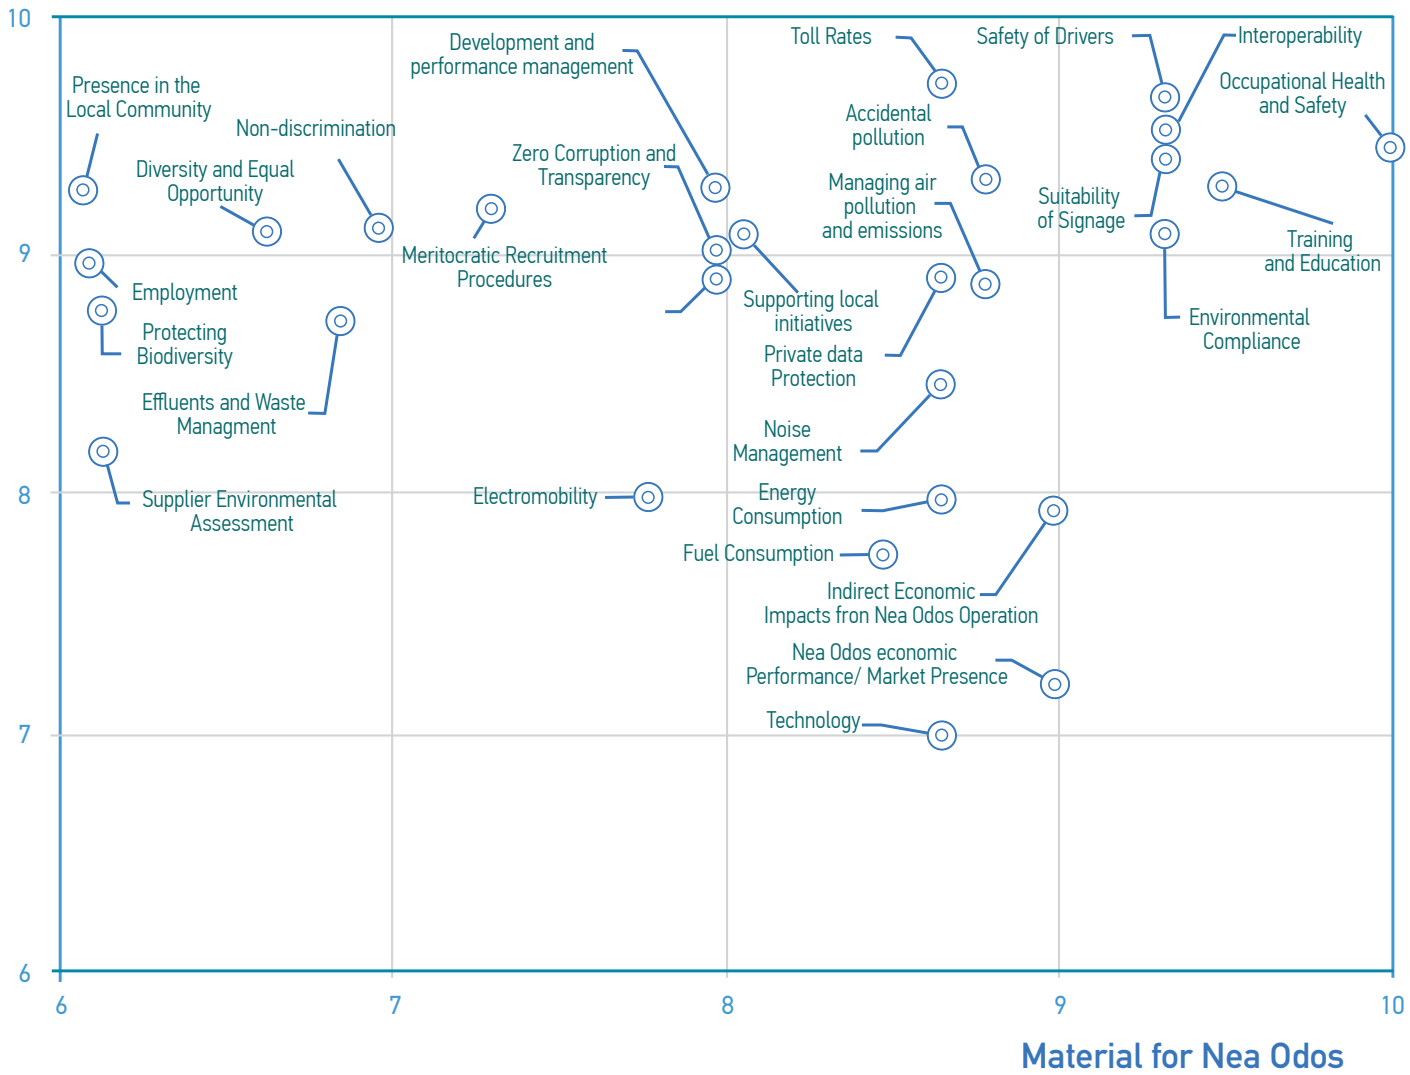 10
Development and
performance management
Toll Rates
Safety of Drivers
Interoperability
Presence in the
Local Community
Occupational Health
and Safety
Non-discrimination
Accidental
pollution
Zero Corruption and
Transparency
Diversity and Equal
Opportunity
Managing air
pollution
and emissions
Suitability
of Signage
Training
and Education
9
Meritocratic Recruitment
Procedures
Employment
Supporting local
initiatives
Protecting
Biodiversity
Environmental
Compliance
Private data
Protection
Effluents and Waste
Managment
Noise
Management
8
Supplier Environmental
Assessment
Electromobility
Energy
Consumption
Fuel Consumption
Indirect Economic
Impacts fron Nea Odos Operation
Nea Odos economic
Performance/ Market Presence
7
Technology
6
6
7
8
9
10
Material for Nea Odos